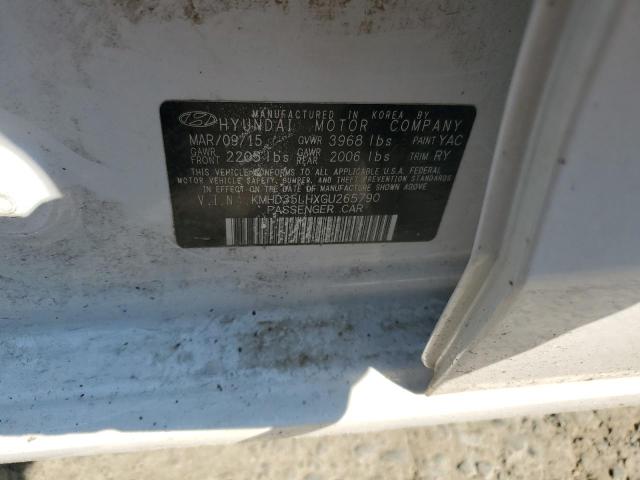 MANUFACTURED IN KOREA BY
HYUNDAI MOTOR COMPANY
MAR/09/15 GVWR 3968 lbs PAINT YAC
GAWR FRONT 2205 lbs GAWR REAR 2006 lbs TRIM RY
THIS VEHICLE CONFORMS TO ALL APPLICABLE U.S.A. FEDERAL
MOTOR VEHICLE SAFETY, BUMPER, AND THEFT PREVENTION STANDARDS
IN EFFECT ON THE DATE OF MANUFACTURE SHOWN ABOVE.
V.I.N: KMHD35LHXGU265790
PASSENGER CAR